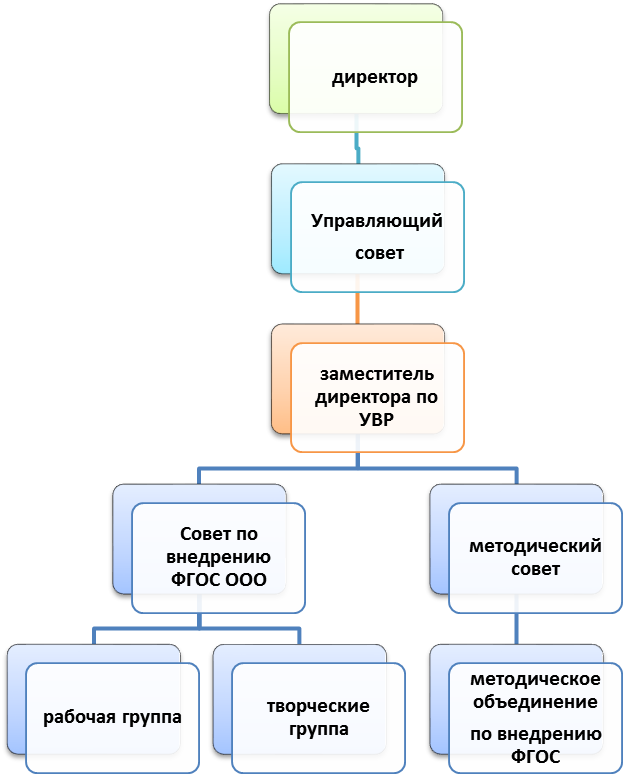 директор
Управляющий
совет
заместитель
директора по
УВР
Совет по
внедрению
ФГОС ООО
методический
совет
рабочая группа
творческие
группа
методическое
объединение
по внедрению
ФГОС